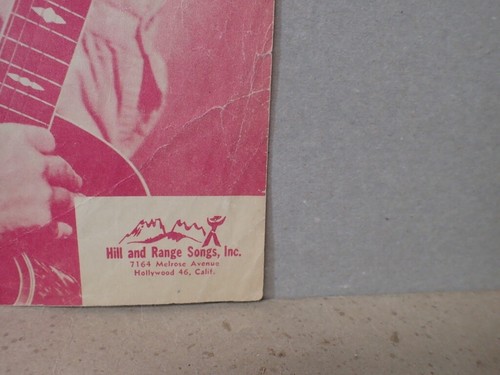 Hill and Range Songs, Inc.
7164 Melrose Avenue
Hollywood 46, Calif.